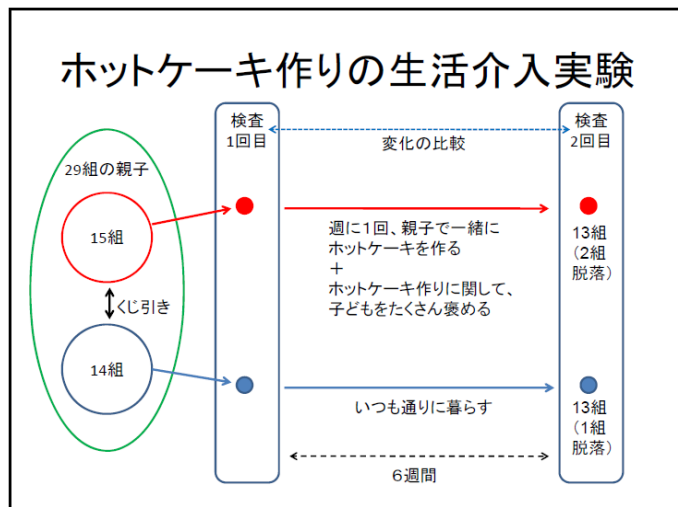 ホットケーキ作りの生活介入実験
29組の親子
15組
くじ引き
14組
検査
1回目
変化の比較
検査
2回目
週に1回、親子で一緒に
ホットケーキを作る
+
ホットケーキ作りに関して、
子どもをたくさん褒める
13組
(2組
脱落)
いつも通りに暮らす
13組
(1組
脱落)
6週間